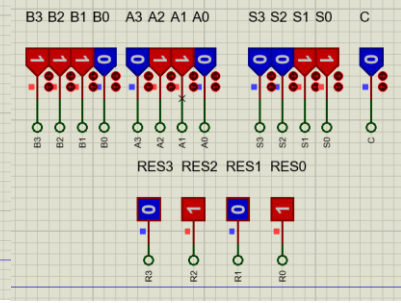 B3 B2 B1 B0 A3 A2 A1 A0 S3 S2 S1 S0 C
1 1 1 0 0 1 1 0 0 0 1 1 0
B3 B2 B1 B0 A3 A2 A1 A0 S3 S2 S1 S0 C
RES3 RES2 RES1 RES0
0 1 0 1
R3 R2 R1 R0